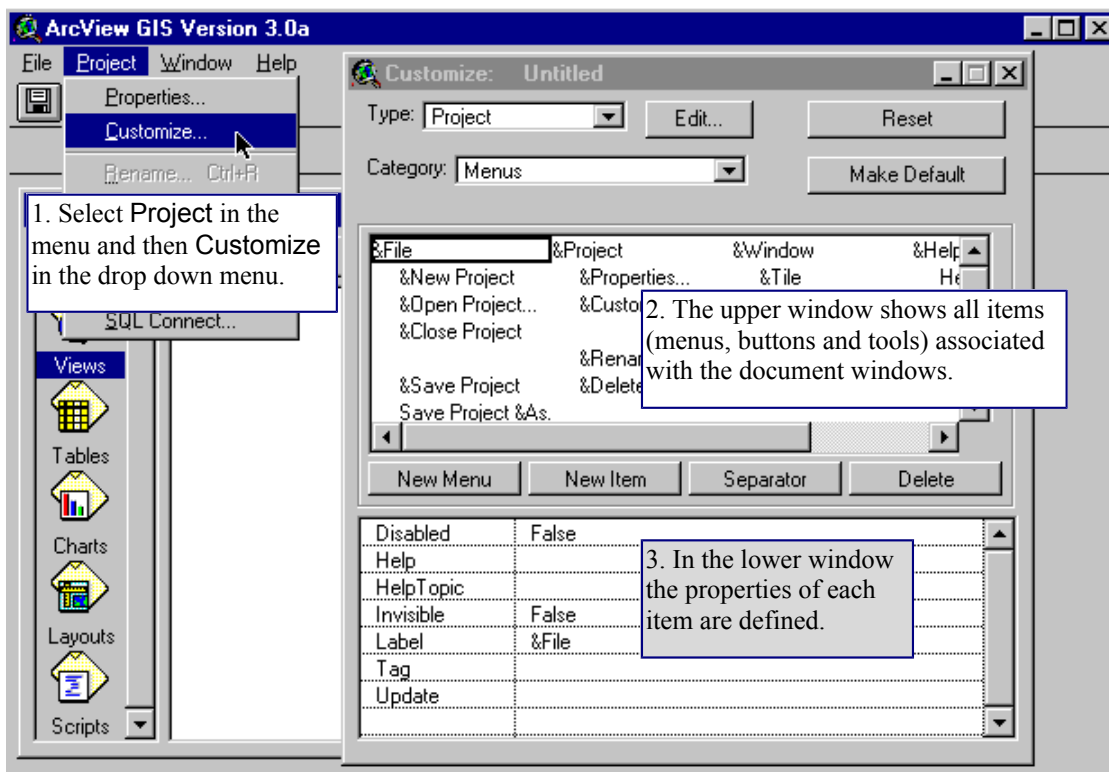 ArcView GIS Version 3.0a
File Project Window Help
Properties...
Customize...
Rename... Ctrl+R
SQL Connect...
1. Select Project in the
menu and then Customize
in the drop down menu.
Views
Tables
Charts
Layouts
Scripts
Customize: Untitled
Type: Project Edit... Reset
Category: Menus Make Default
&File &Project &Window &Help
&New Project &Properties... &Tile He
&Open Project... &Custo
&Close Project
&Renam
&Save Project &Delete
Save Project &As.
2. The upper window shows all items
(menus, buttons and tools) associated
with the document windows.
New Menu New Item Separator Delete
Disabled False
Help
HelpTopic
Invisible False
Label &File
Tag
Update
3. In the lower window
the properties of each
item are defined.